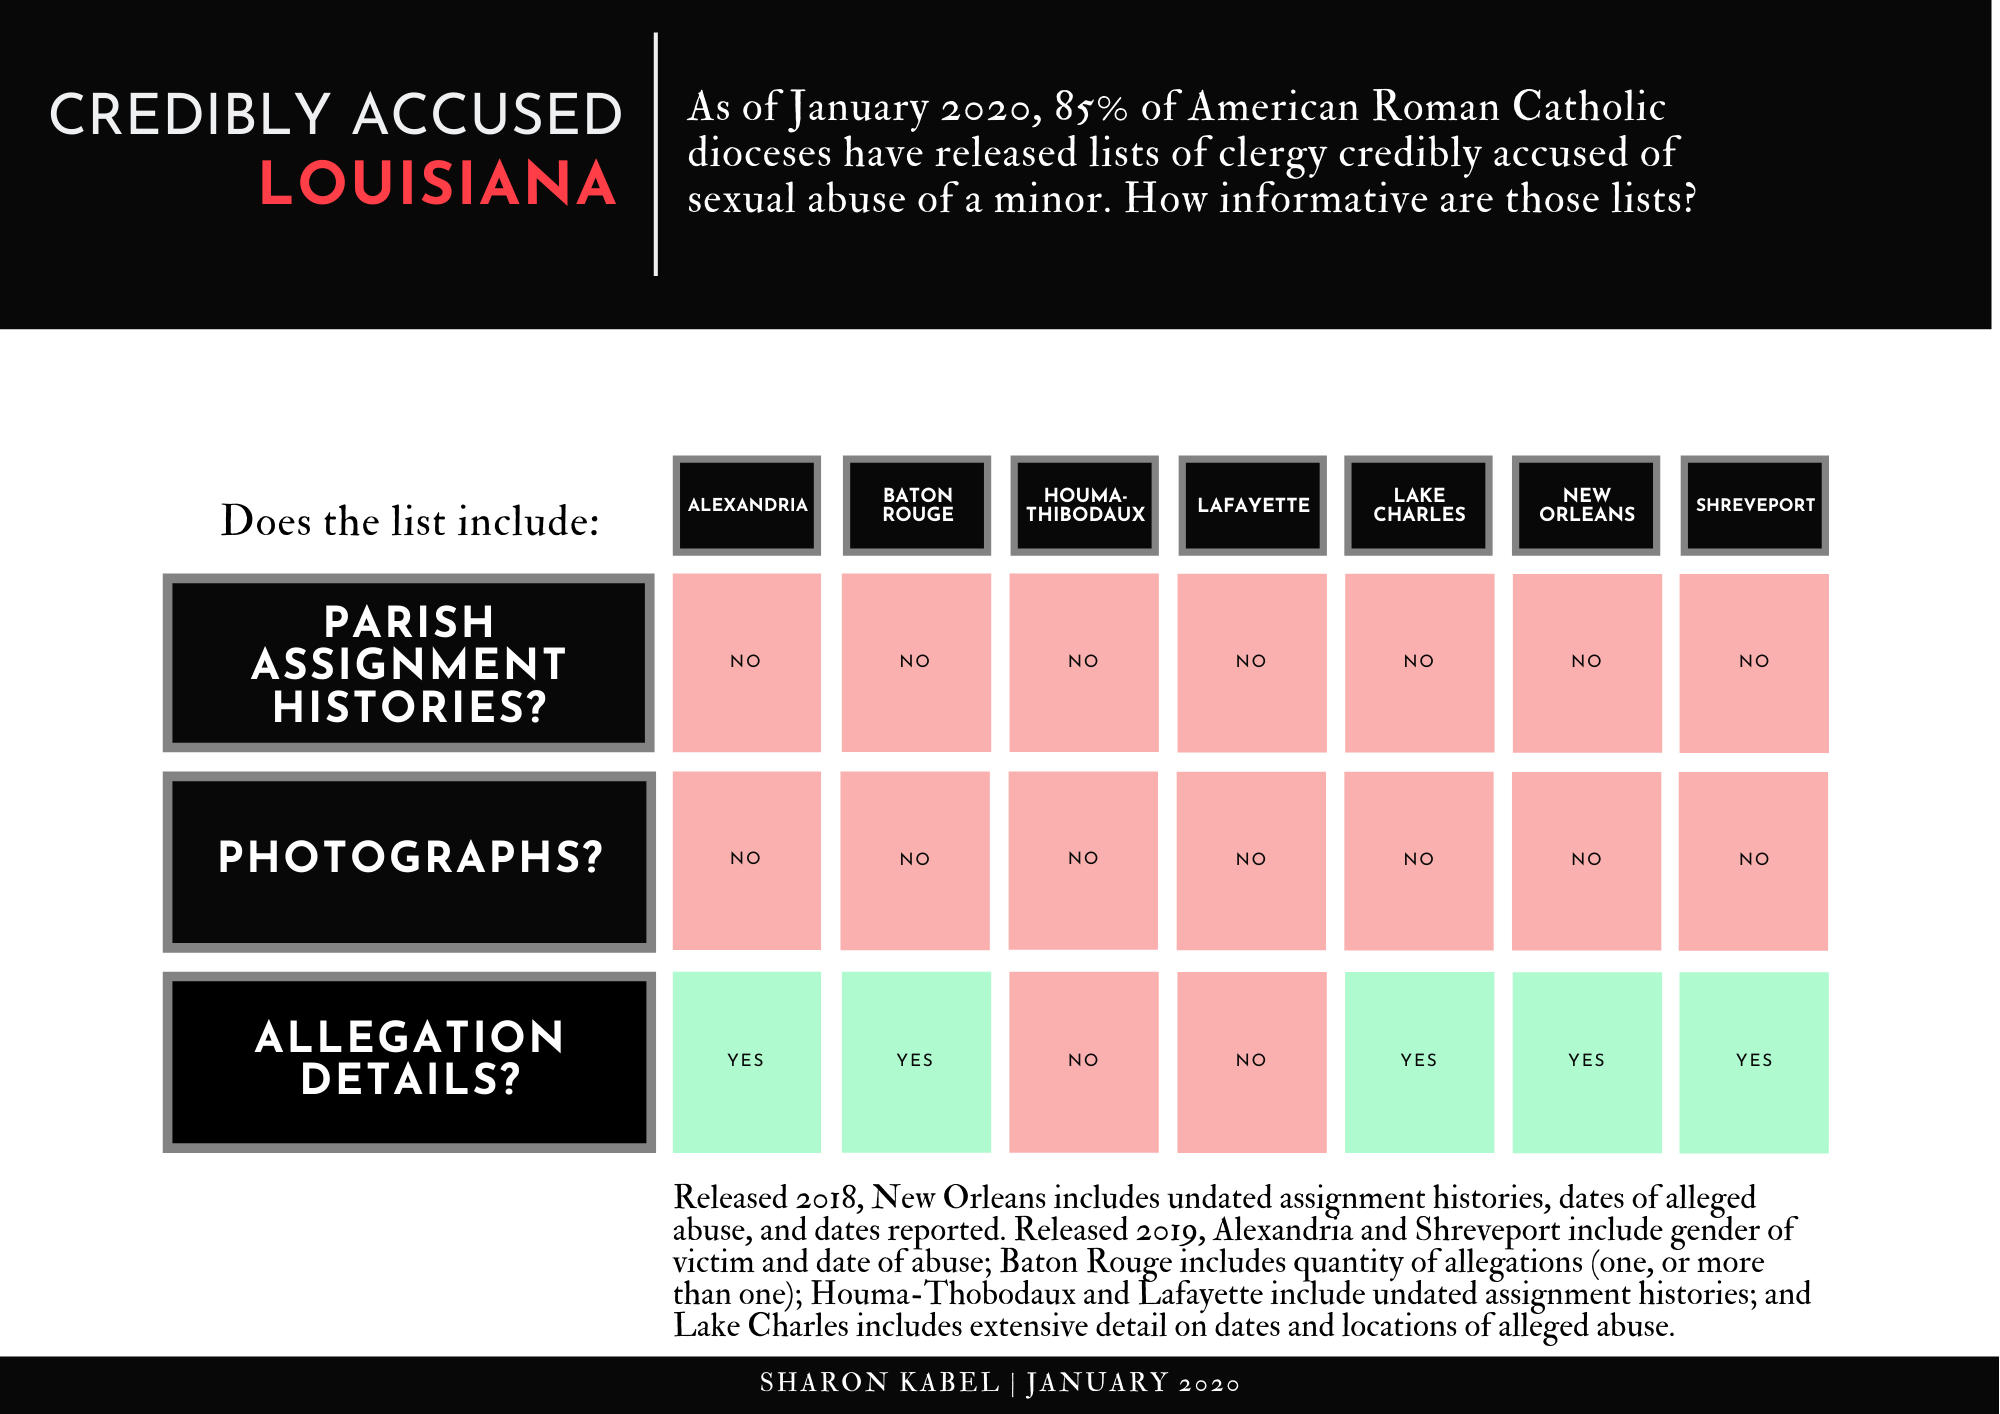 CREDIBLY ACCUSED
LOUISIANA
As of January 2020, 85% of American Roman Catholic
dioceses have released lists of clergy credibly accused of
sexual abuse of a minor. How informative are those lists?
Does the list include:
ALEXANDRIA
BATON
ROUGE
HOUMA-
THIBODAUX
LAFAYETTE
LAKE
CHARLES
NEW
ORLEANS
SHREVEPORT
PARISH
ASSIGNMENT
HISTORIES?
NO NO NO NO NO NO NO
PHOTOGRAPHS?
NO NO NO NO NO NO NO
ALLEGATION
DETAILS?
YES YES NO NO YES YES YES
Released 2018, New Orleans includes undated assignment histories, dates of alleged
abuse, and dates reported. Released 2019, Alexandria and Shreveport include gender of
victim and date of abuse; Baton Rouge includes quantity of allegations (one, or more
than one); Houma-Thobodaux and Lafayette include undated assignment histories; and
Lake Charles includes extensive detail on dates and locations of alleged abuse.
SHARON KABEL | JANUARY 2020